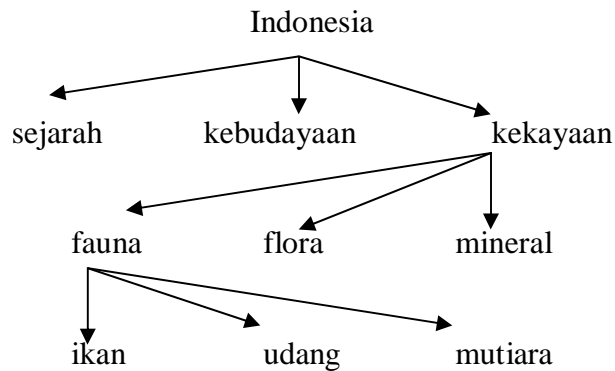 Indonesia
sejarah kebudayaan kekayaan
fauna flora mineral
ikan udang mutiara